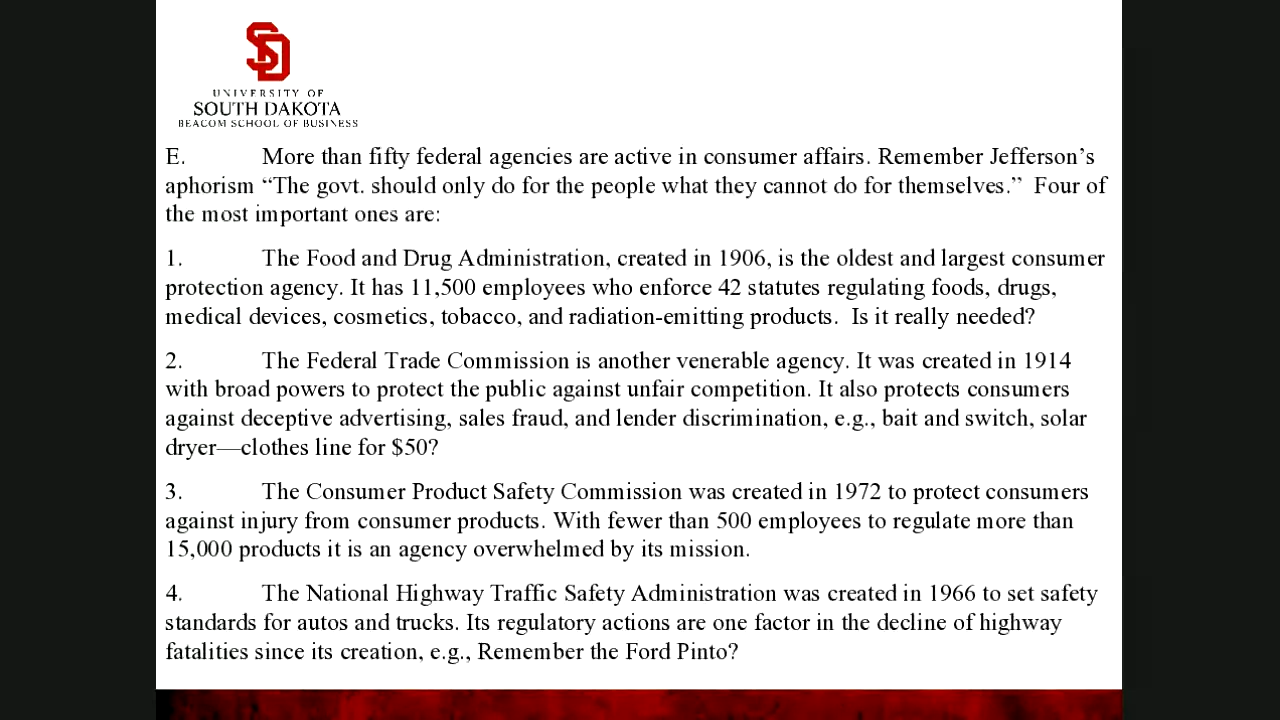 SD
UNIVERSITY OF
SOUTH DAKOTA
BEACOM SCHOOL OF BUSINESS
E. More than fifty federal agencies are active in consumer affairs. Remember Jefferson’s
aphorism “The govt. should only do for the people what they cannot do for themselves.” Four of
the most important ones are:
1. The Food and Drug Administration, created in 1906, is the oldest and largest consumer
protection agency. It has 11,500 employees who enforce 42 statutes regulating foods, drugs,
medical devices, cosmetics, tobacco, and radiation-emitting products. Is it really needed?
2. The Federal Trade Commission is another venerable agency. It was created in 1914
with broad powers to protect the public against unfair competition. It also protects consumers
against deceptive advertising, sales fraud, and lender discrimination, e.g., bait and switch, solar
dryer—clothes line for $50?
3. The Consumer Product Safety Commission was created in 1972 to protect consumers
against injury from consumer products. With fewer than 500 employees to regulate more than
15,000 products it is an agency overwhelmed by its mission.
4. The National Highway Traffic Safety Administration was created in 1966 to set safety
standards for autos and trucks. Its regulatory actions are one factor in the decline of highway
fatalities since its creation, e.g., Remember the Ford Pinto?